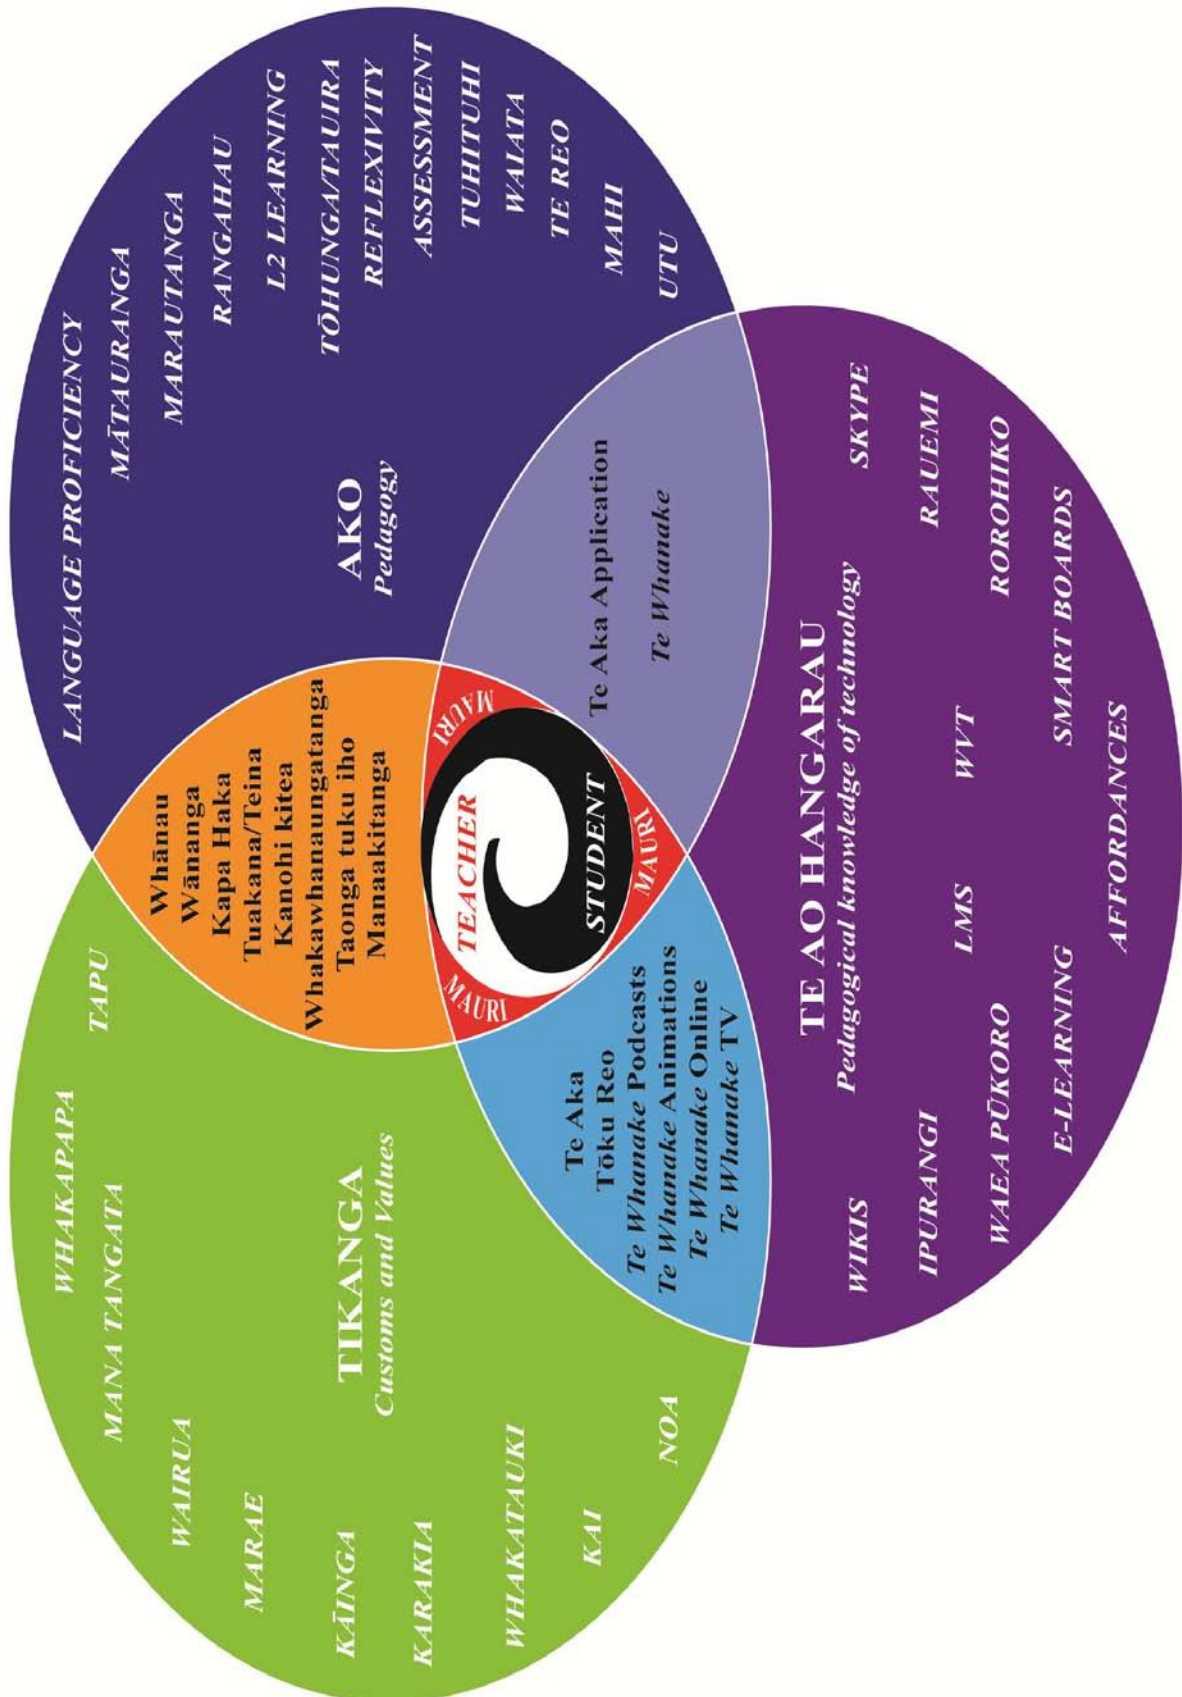 WHAKAPAPA
TAPU
MANA TANGATA
WAIRUA
MARAE
TIKANGA
Customs and Values
KĀINGA
KARAKIA
WHAKATAUKI
KAI
NOA
Whānau
Wānanga
Kapa Haka
Tuakana/Teina
Kanohi kitea
Whakawhanaungatanga
Taonga tuku iho
Manaakitanga
LANGUAGE PROFICIENCY
MĀTAURANGA
MARAUTANGA
RANGAHAU
L2 LEARNING
TŌHUNGA/TAUIRA
AKO
Pedagogy
REFLEXIVITY
ASSESSMENT
TUHITUHI
WAIATA
TE REO
MAHI
UTU
MAURI
TEACHER
MAURI
STUDENT
MAURI
Te Aka
Tōku Reo
Te Whanake Podcasts
Te Whanake Animations
Te Whanake Online
Te Whanake TV
Te Aka Application
Te Whanake
TE AO HANGARAU
Pedagogical knowledge of technology
WIKIS
SKYPE
IPURANGI
RAUEMI
LMS
WVT
WAEA PŪKORO
ROROHIKO
E-LEARNING
SMART BOARDS
AFFORDANCES